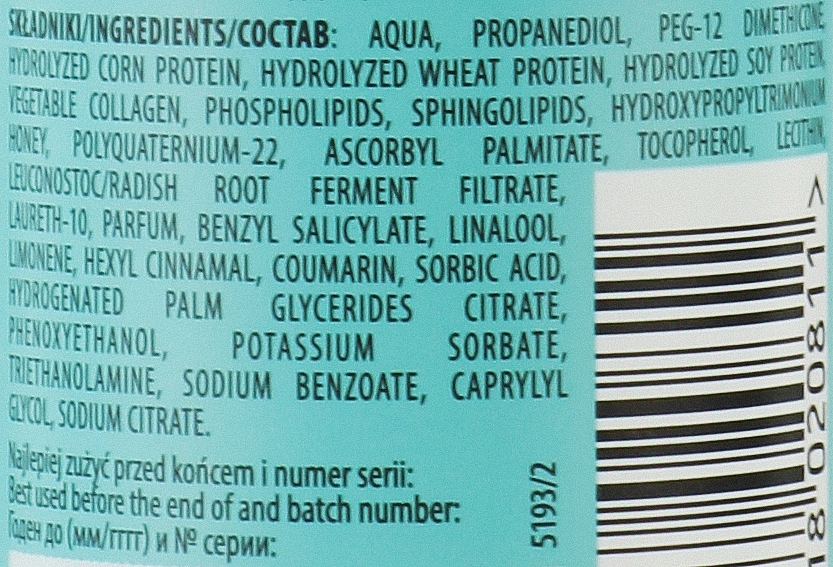 SKŁADNIKI/INGREDIENTS/СОСТАВ: AQUA, PROPANEDIOL, PEG-12 DIMETHICONE,
HYDROLYZED CORN PROTEIN, HYDROLYZED WHEAT PROTEIN, HYDROLYZED SOY PROTEIN,
VEGETABLE COLLAGEN, PHOSPHOLIPIDS, SPHINGOLIPIDS, HYDROXYPROPYLTRIMONIUM
HONEY, POLYQUATERNIUM-22, ASCORBYL PALMITATE, TOCOPHEROL, LECITHIN,
LEUCONOSTOC/RADISH ROOT FERMENT FILTRATE,
LAURETH-10, PARFUM, BENZYL SALICYLATE, LINALOOL,
LIMONENE, HEXYL CINNAMAL, COUMARIN, SORBIC ACID,
HYDROGENATED PALM GLYCERIDES CITRATE,
PHENOXYETHANOL, POTASSIUM SORBATE,
TRIETHANOLAMINE, SODIUM BENZOATE, CAPRYLYL
GLYCOL, SODIUM CITRATE.
Najlepiej zużyć przed końcem i numer serii:
Best used before the end of and batch number:
Годен до (мм/гггг) и № серии:
5193/2
18 020811 >